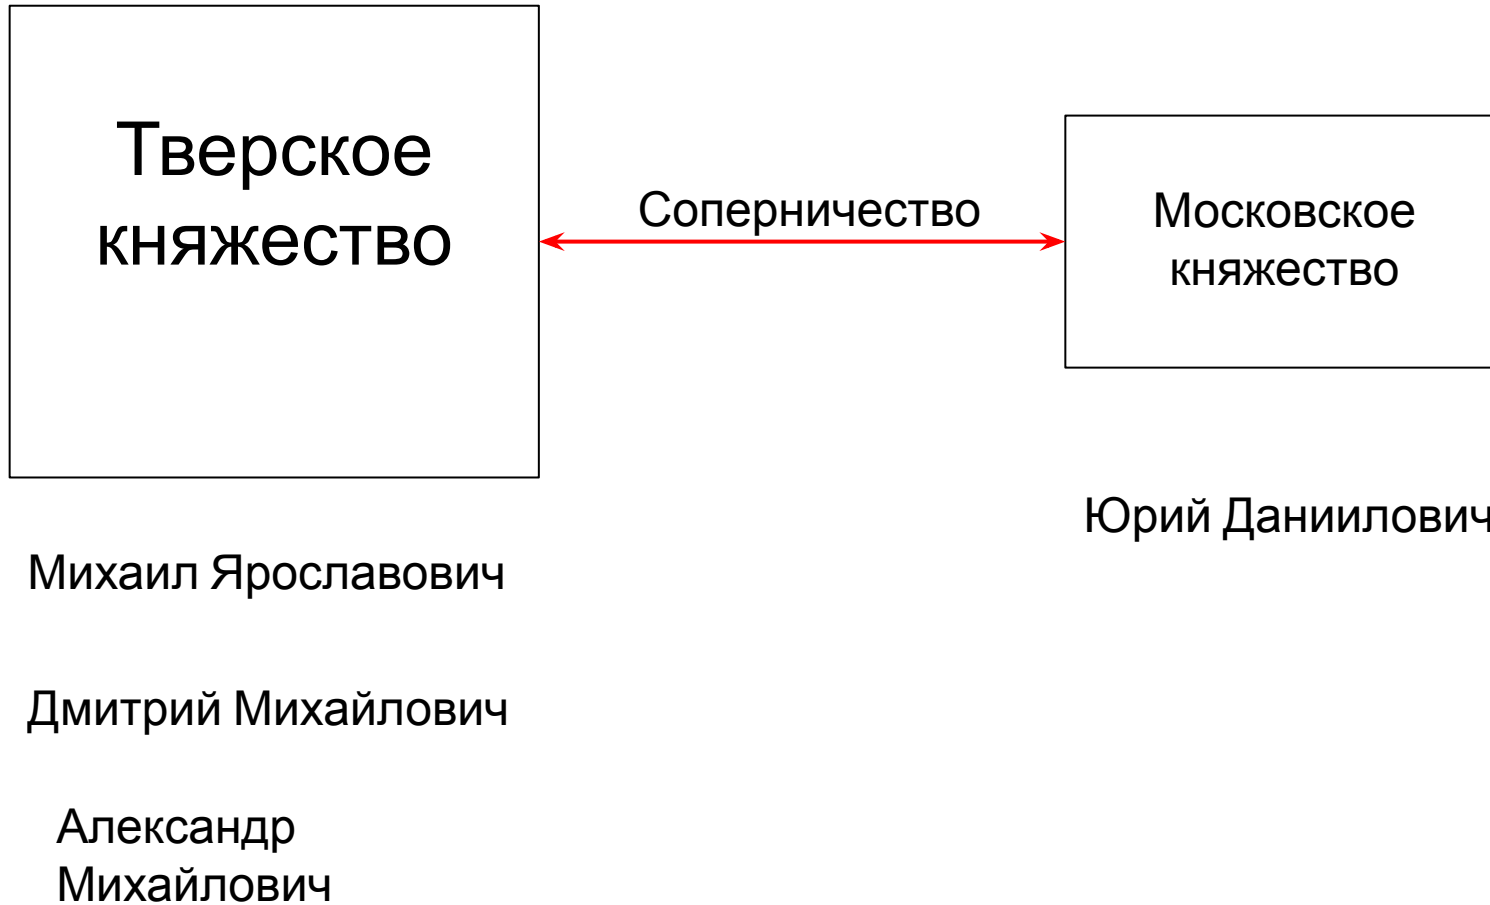 Тверское
княжество
Соперничество
Московское
княжество
Юрий Даниилович
Михаил Ярославович
Дмитрий Михайлович
Александр
Михайлович